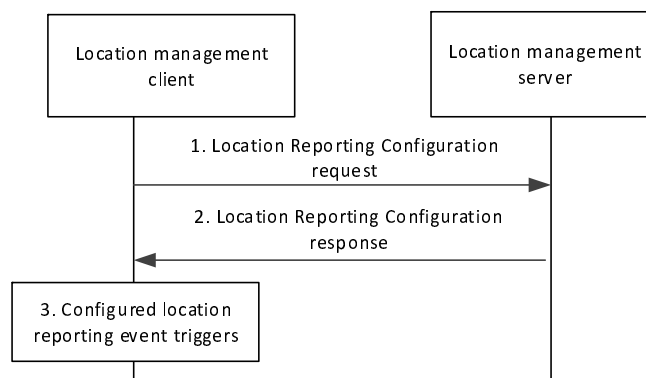 Location management
client
Location management
server
1. Location Reporting Configuration
request
2. Location Reporting Configuration
response
3. Configured location
reporting event triggers